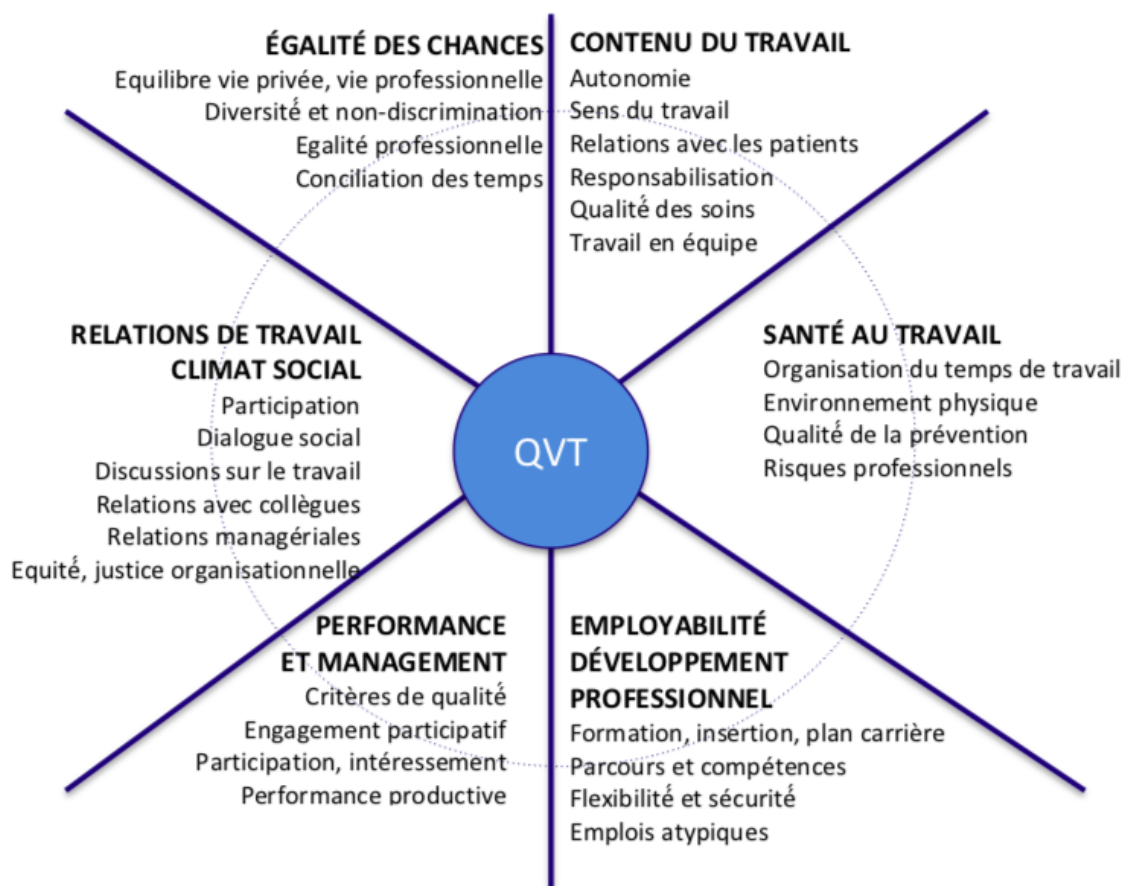 ÉGALITÉ DES CHANCES
Equilibre vie privée, vie professionnelle
Diversité et non-discrimination
Egalité professionnelle
Conciliation des temps
CONTENU DU TRAVAIL
Autonomie
Sens du travail
Relations avec les patients
Responsabilisation
Qualité des soins
Travail en équipe
RELATIONS DE TRAVAIL
CLIMAT SOCIAL
Participation
Dialogue social
Discussions sur le travail
Relations avec collègues
Relations managériales
Equité, justice organisationnelle
QVT
SANTÉ AU TRAVAIL
Organisation du temps de travail
Environnement physique
Qualité de la prévention
Risques professionnels
PERFORMANCE
ET MANAGEMENT
Critères de qualité
Engagement participatif
Participation, intéressement
Performance productive
EMPLOYABILITÉ
DÉVELOPPEMENT
PROFESSIONNEL
Formation, insertion, plan carrière
Parcours et compétences
Flexibilité et sécurité
Emplois atypiques